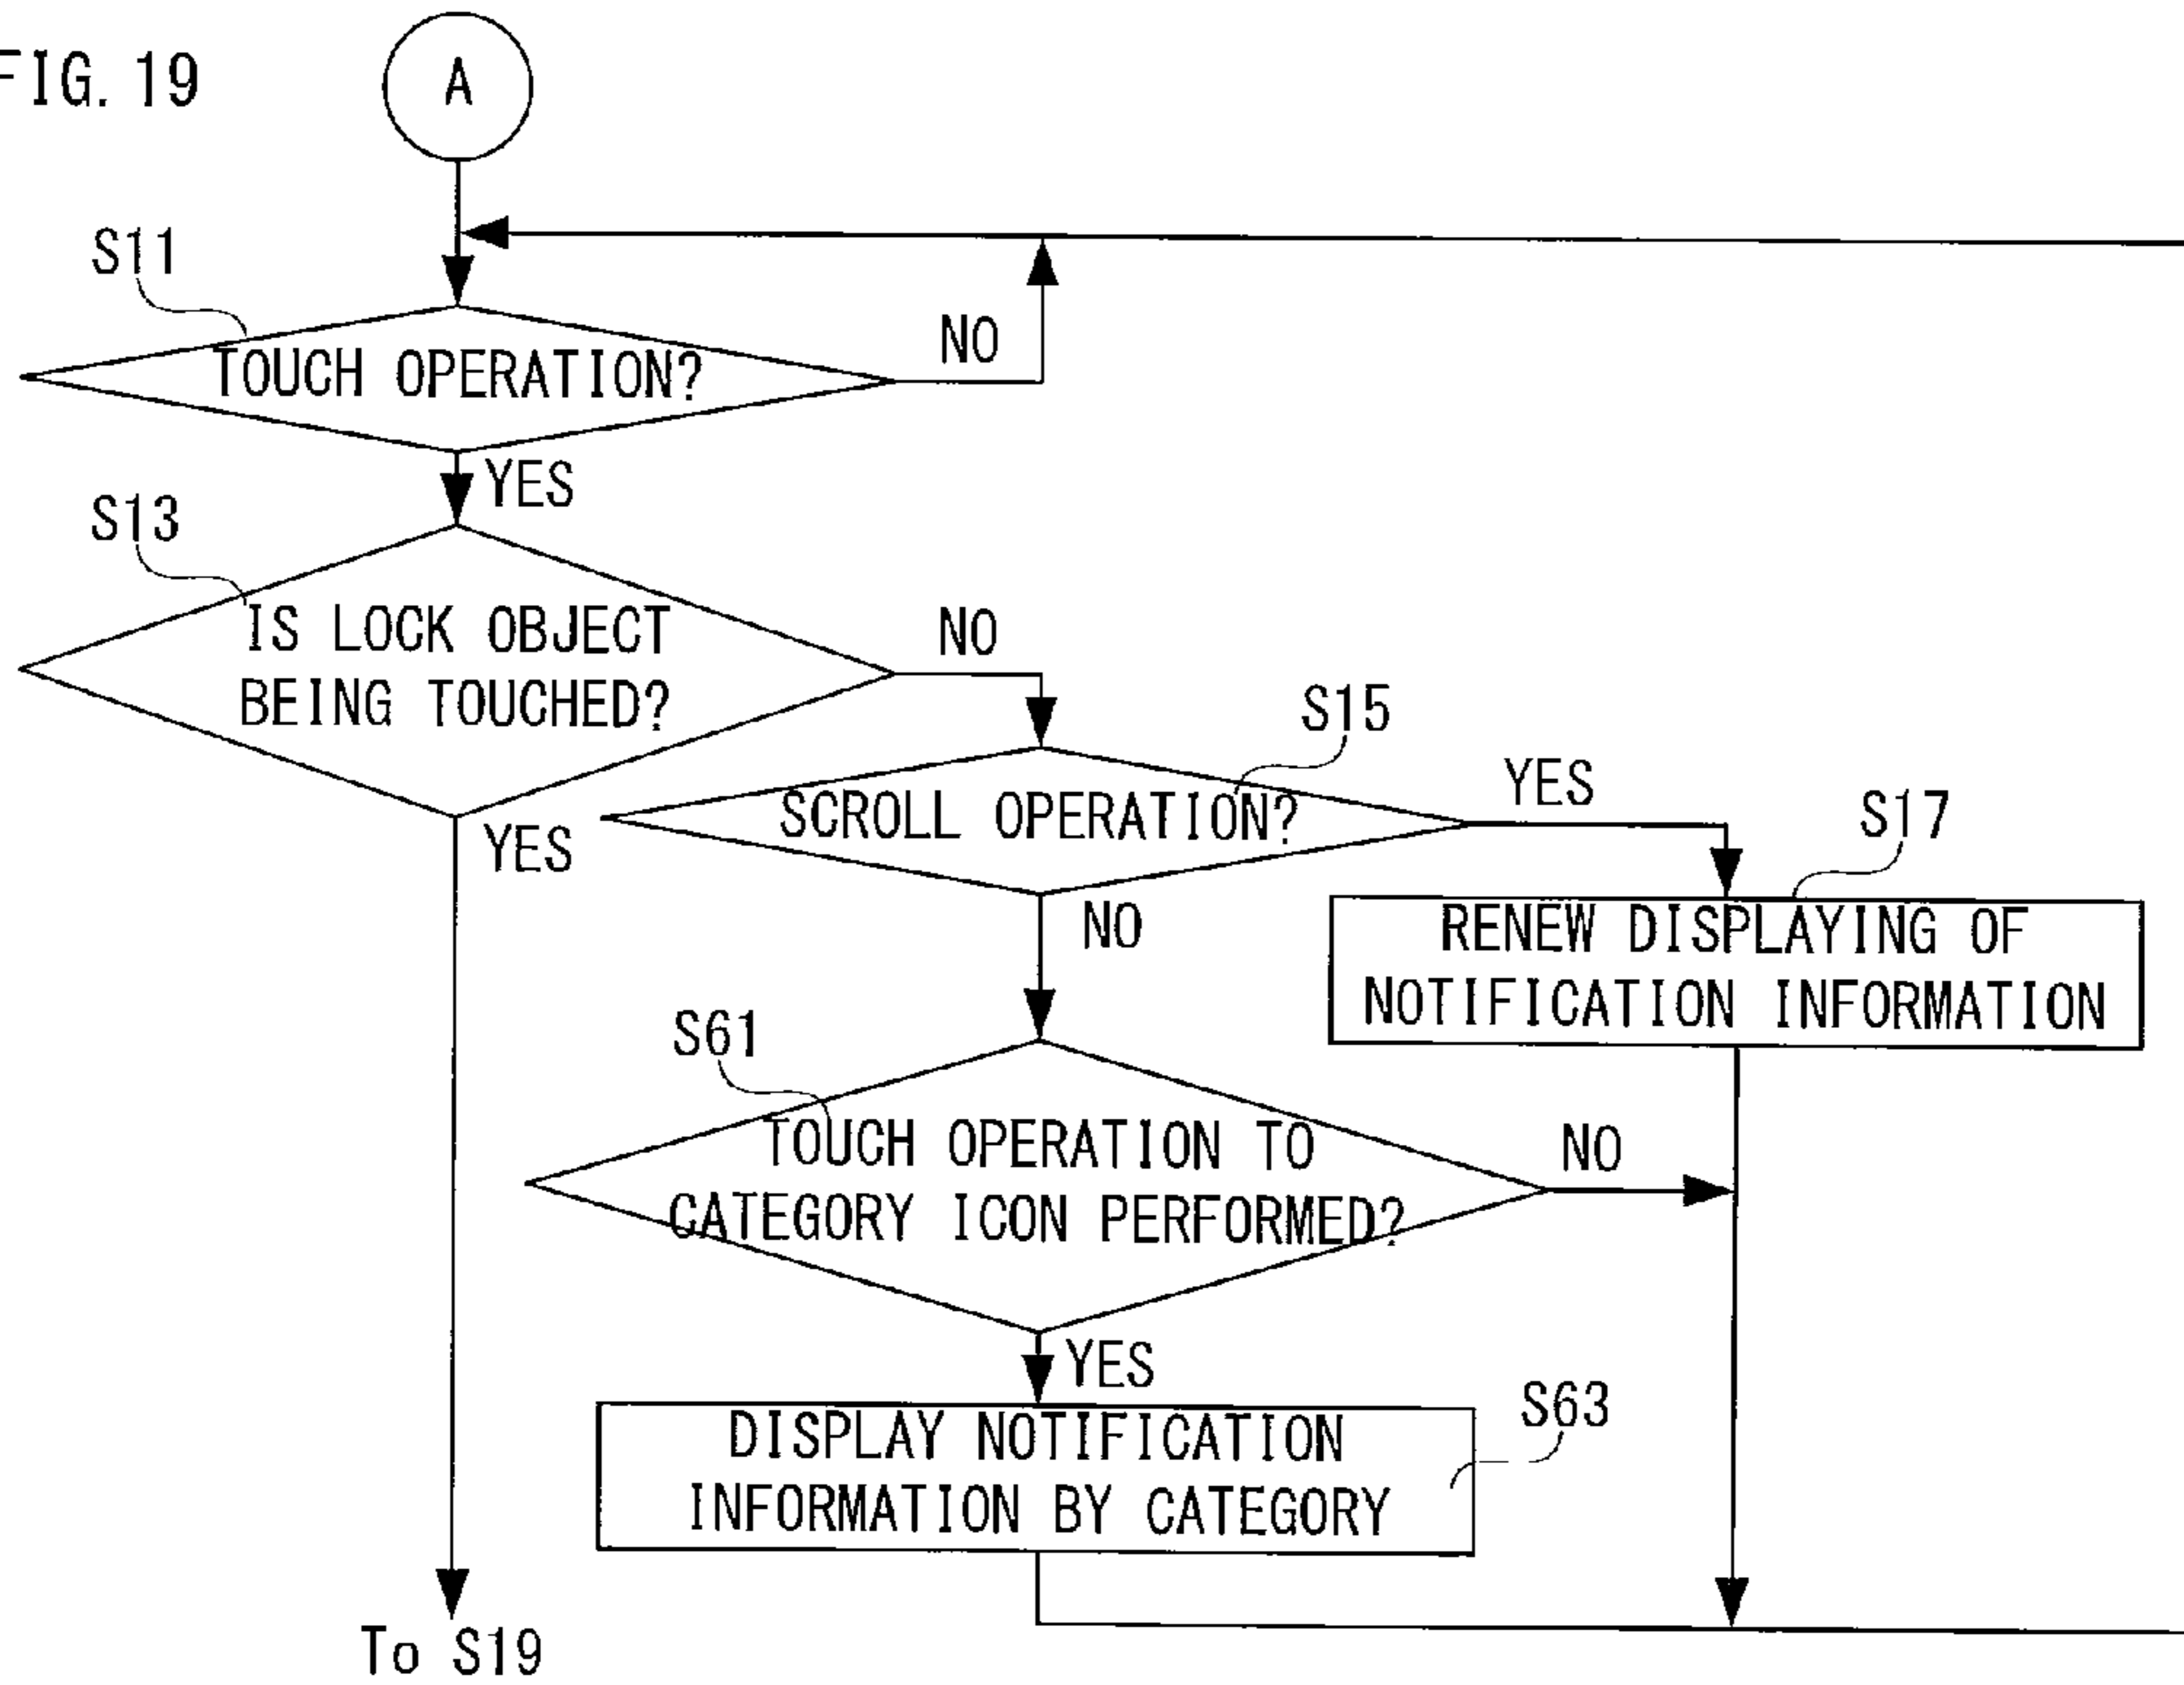 FIG. 19
A
S11
TOUCH OPERATION?
NO
YES
S13
IS LOCK OBJECT
BEING TOUCHED?
NO
YES
S15
SCROLL OPERATION?
YES
NO
S17
RENEW DISPLAYING OF
NOTIFICATION INFORMATION
S61
TOUCH OPERATION TO
CATEGORY ICON PERFORMED?
NO
YES
S63
DISPLAY NOTIFICATION
INFORMATION BY CATEGORY
To S19